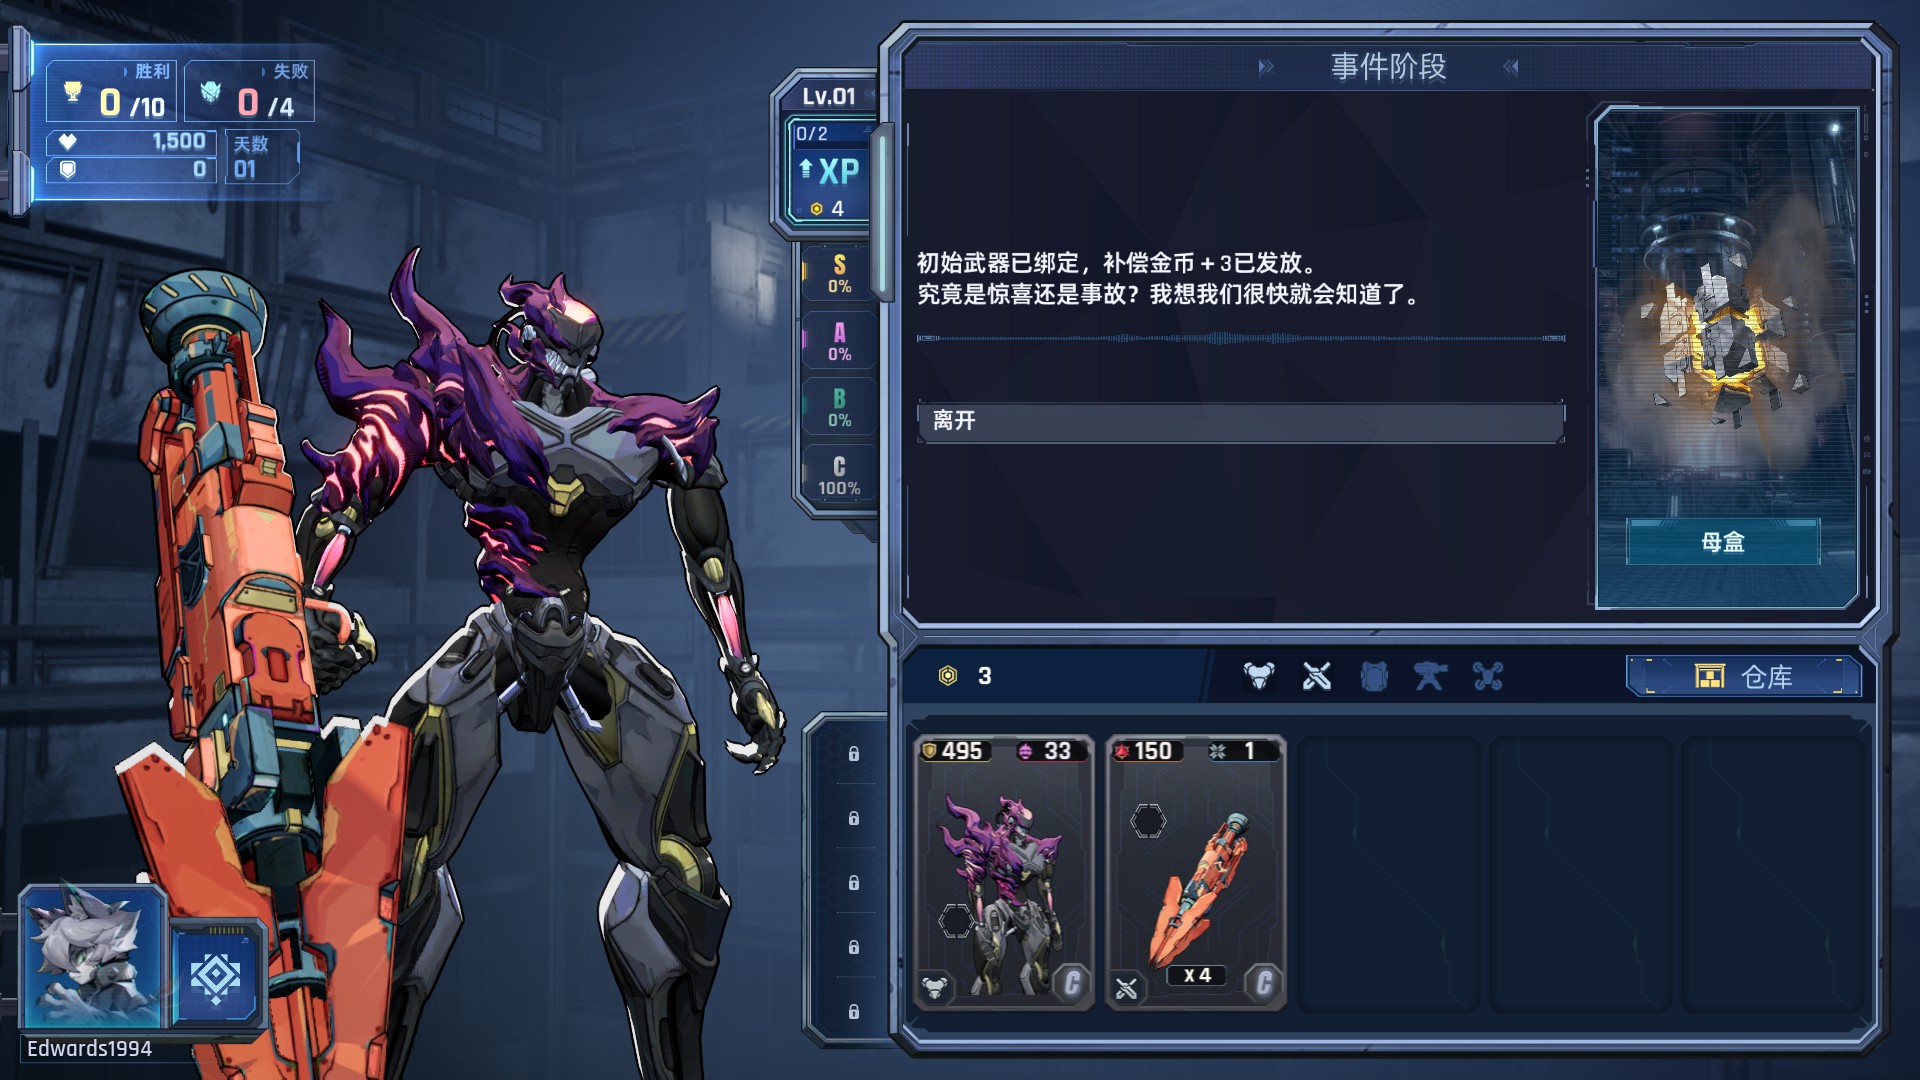 胜利
0 /10
失败
0 /4
1,500
0
天数
01
Lv.01
0/2
XP
4
S
0%
A
0%
B
0%
C
100%
事件阶段
初始武器已绑定，补偿金币+3已发放。
究竟是惊喜还是事故？我想我们很快就会知道了。
离开
母盒
3
仓库
495
33
C
150
1
x4
C
Edwards1994